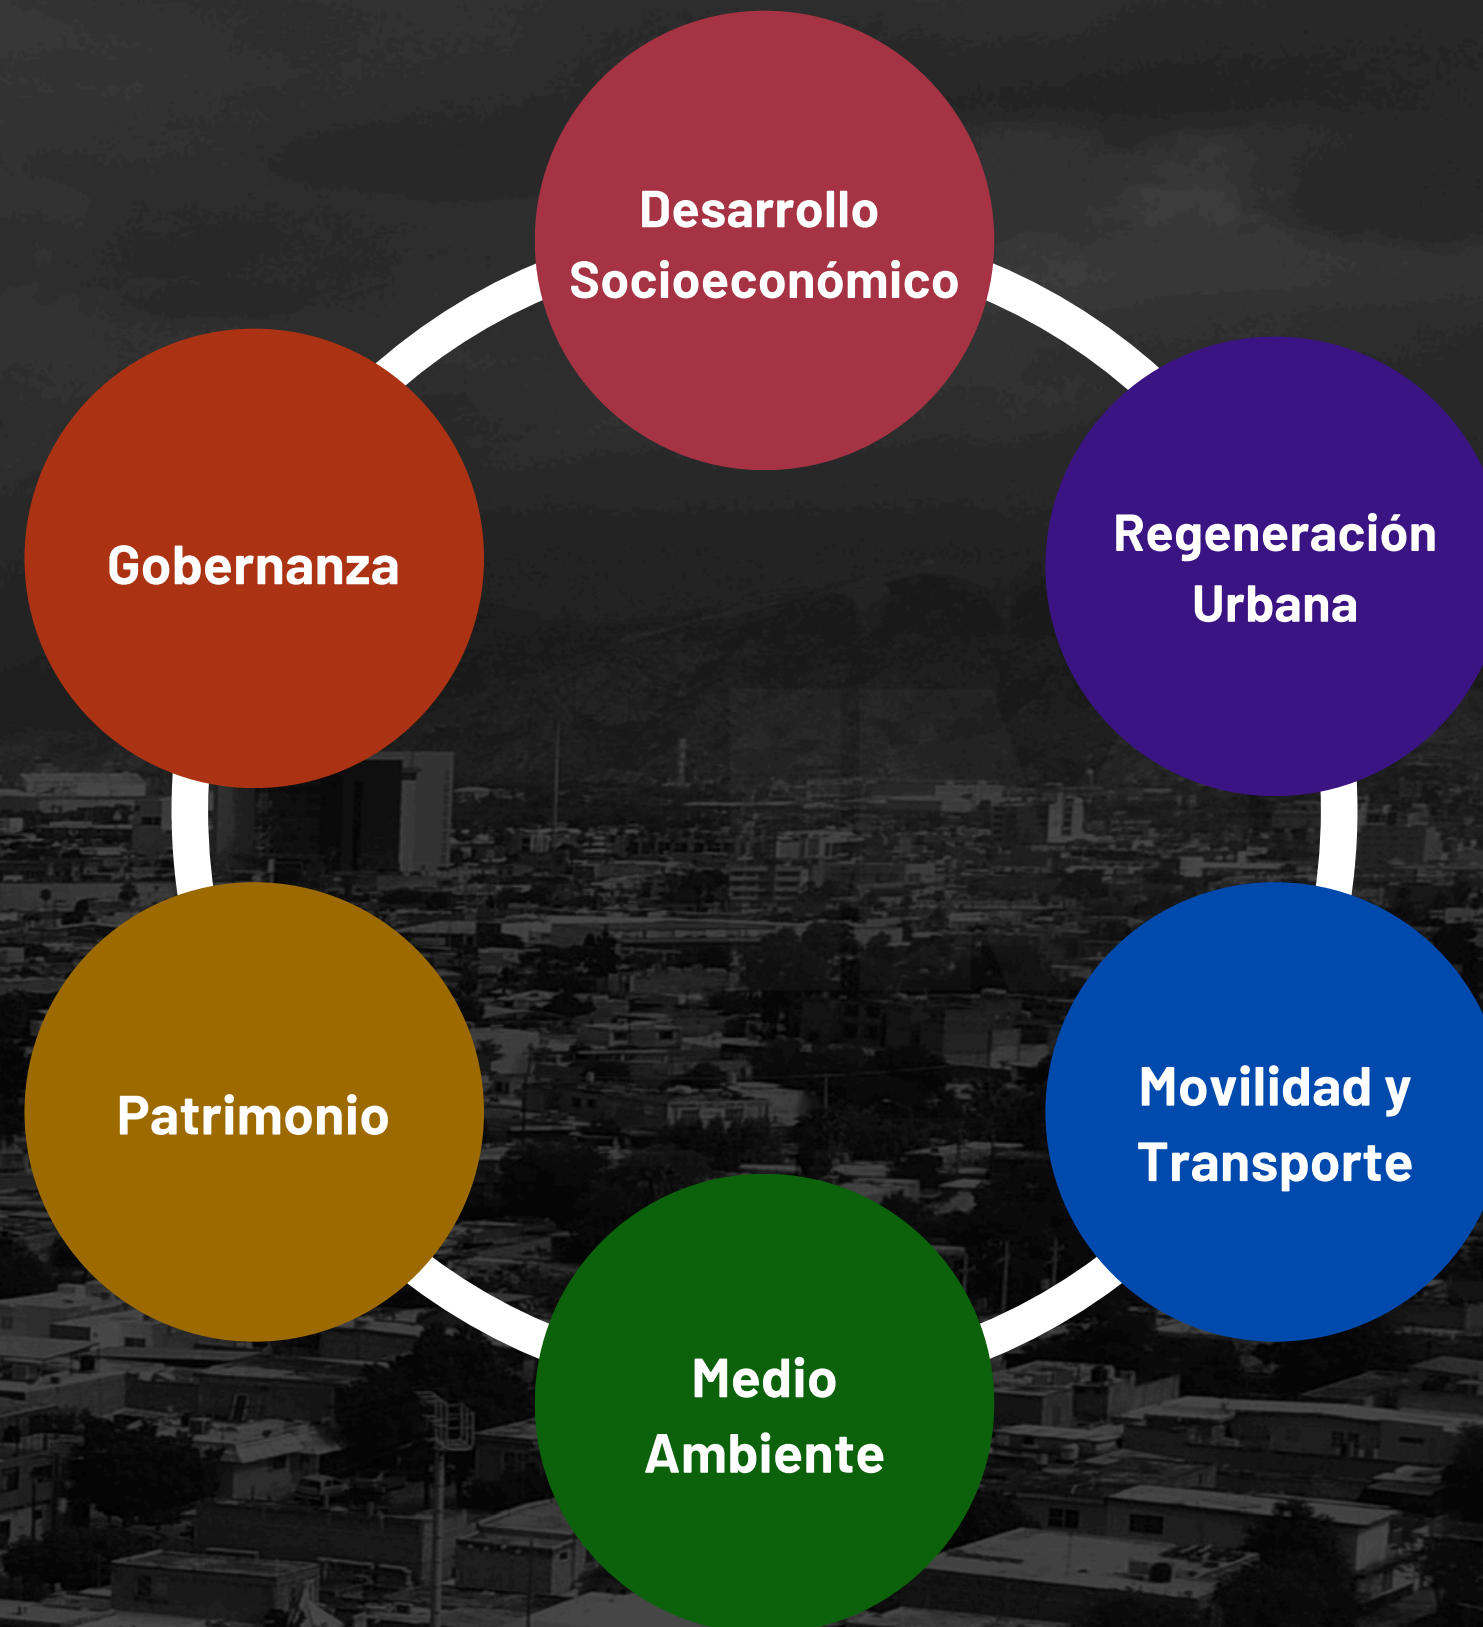 Desarrollo
Socioeconómico
Regeneración
Urbana
Gobernanza
Movilidad y
Transporte
Patrimonio
Medio
Ambiente